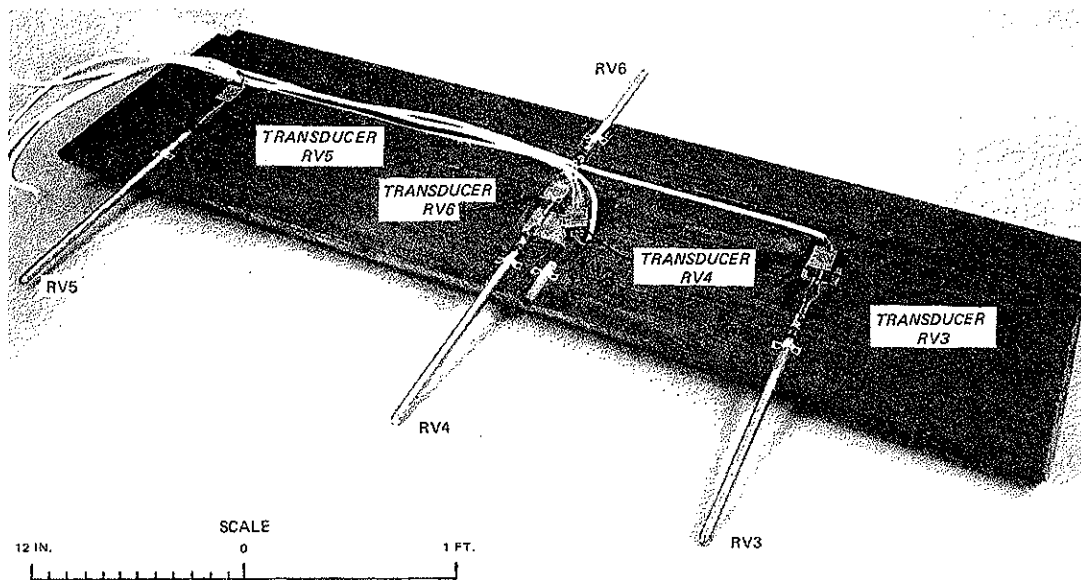 RV6
TRANSDUCER
RV5
TRANSDUCER
RV6
TRANSDUCER
RV4
RV5
TRANSDUCER
RV3
RV4
RV3
SCALE
12 IN. 0 1 FT.